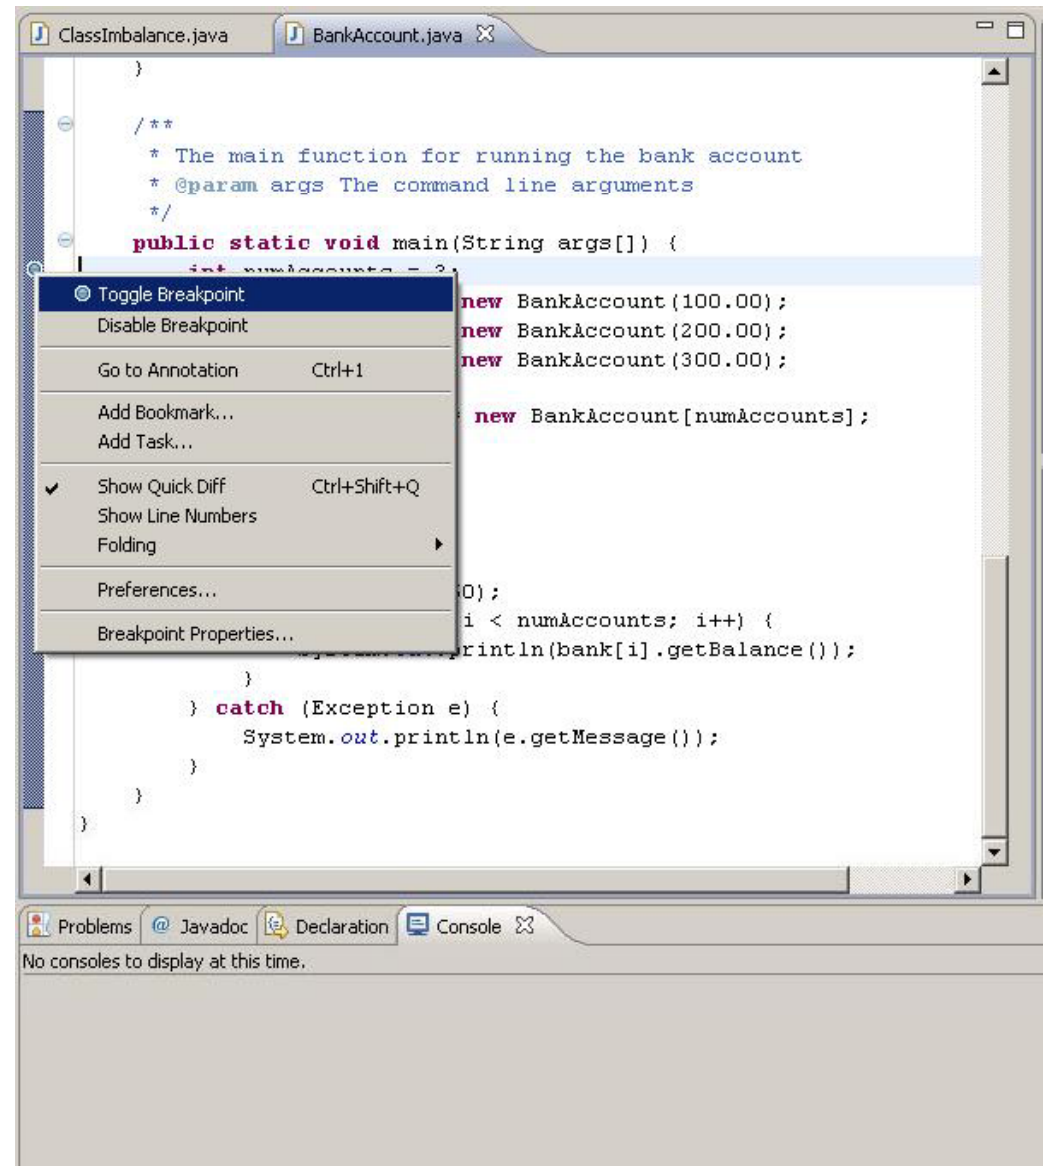 ClassImbalance.java BankAccount.java
}
/**
* The main function for running the bank account
* @param args The command line arguments
*/
public static void main(String args[]) {
int numAccounts = 3;
Toggle Breakpoint
Disable Breakpoint
Go to Annotation Ctrl+1
Add Bookmark...
Add Task...
Show Quick Diff Ctrl+Shift+Q
Show Line Numbers
Folding
Preferences...
Breakpoint Properties...
new BankAccount(100.00);
new BankAccount(200.00);
new BankAccount(300.00);
new BankAccount[numAccounts];
0);
i < numAccounts; i++) {
println(bank[i].getBalance());
}
} catch (Exception e) {
System.out.println(e.getMessage());
}
}
}
Problems @ Javadoc Declaration Console
No consoles to display at this time.